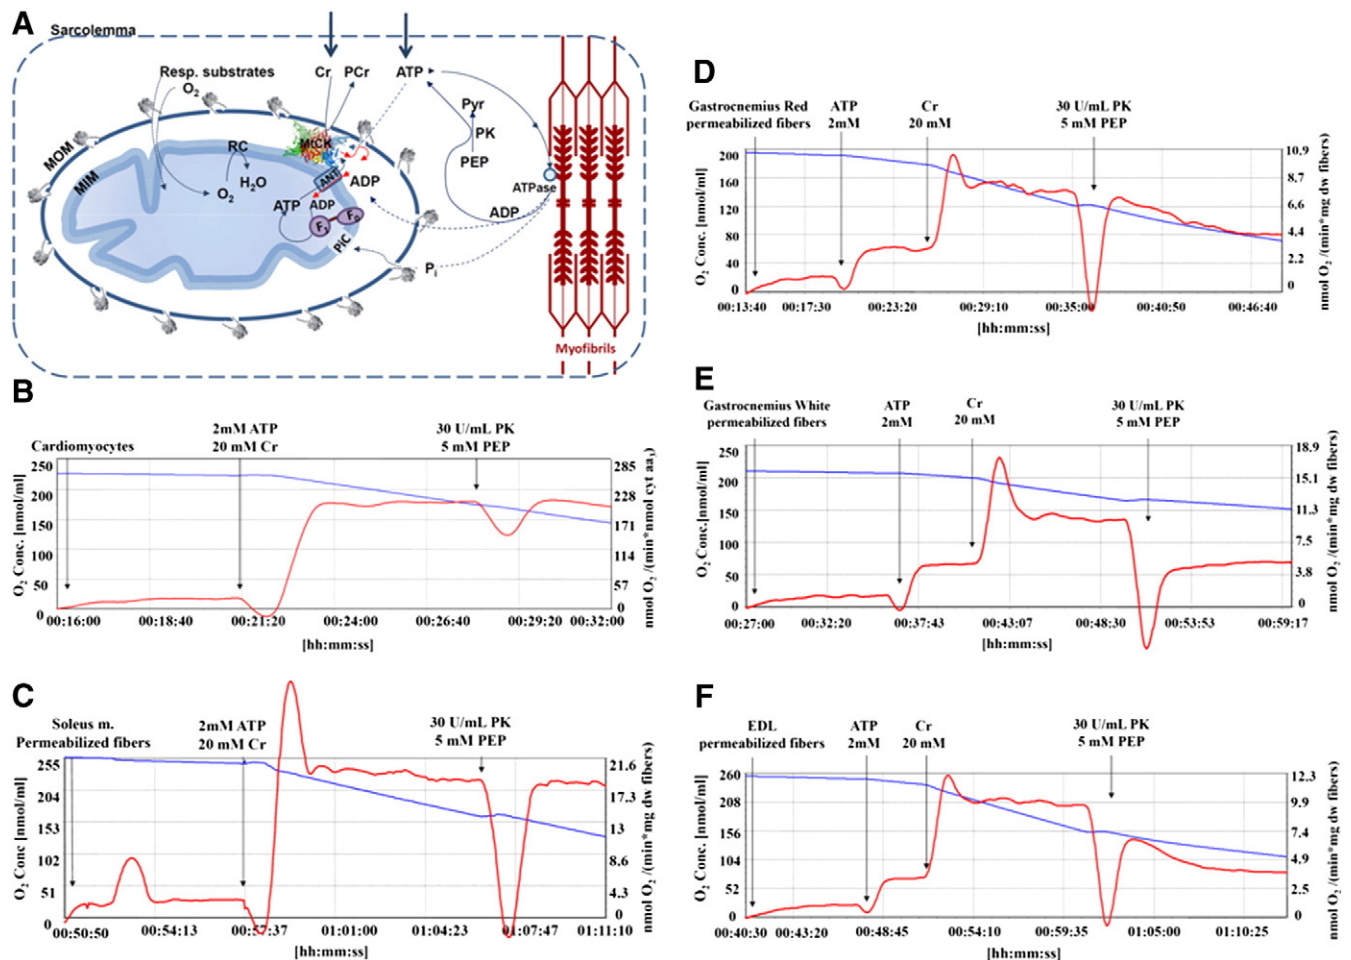 A
Sarcolemma
Resp. substrates
O2
Cr PCr ATP
Pyr
PK
PEP
MtCK
MOM
MIM
RC
O2
H2O
ANT
ADP
ATP ADP
F1 F0
PiC
Pi
ATPase
ADP
Myofibrils
B
Cardiomyocytes
2mM ATP
20 mM Cr
30 U/mL PK
5 mM PEP
O2 Conc. [nmol/ml]
250
200
150
100
50
0
285
228
171
114
57
0
nmol O2 /(min*nmol cyt aa3)
00:16:00 00:18:40 00:21:20 00:24:00 00:26:40 00:29:20 00:32:00
[hh:mm:ss]
C
Soleus m.
Permeabilized fibers
2mM ATP
20 mM Cr
30 U/mL PK
5 mM PEP
O2 Conc [nmol/ml]
255
204
153
102
51
0
21.6
17.3
13
8.6
4.3
0
nmol O2 /(min*mg dw fibers)
00:50:50 00:54:13 00:57:37 01:01:00 01:04:23 01:07:47 01:11:10
[hh:mm:ss]
D
Gastrocnemius Red
permeabilized fibers
ATP
2mM
Cr
20 mM
30 U/mL PK
5 mM PEP
O2 Conc. [nmol/ml]
200
160
120
80
40
0
10,9
8.7
6.6
4.4
2.2
0
nmol O2 /(min*mg dw fibers)
00:13:40 00:17:30 00:23:20 00:29:10 00:35:00 00:40:50 00:46:40
[hh:mm:ss]
E
Gastrocnemius White
permeabilized fibers
ATP
2mM
Cr
20 mM
30 U/mL PK
5 mM PEP
O2 Conc.[nmol/ml]
250
200
150
100
50
0
18.9
15.1
11.3
7.5
3.8
0
nmol O2 /(min*mg dw fibers)
00:27:00 00:32:20 00:37:43 00:43:07 00:48:30 00:53:53 00:59:17
[hh:mm:ss]
F
EDL
permeabilized fibers
ATP
2mM
Cr
20 mM
30 U/mL PK
5 mM PEP
O2 Conc. [nmol/ml]
260
208
156
104
52
0
12.3
9.9
7.4
4.9
2.5
0
nmol O2 /(min*mg dw fibers)
00:40:30 00:43:20 00:48:45 00:54:10 00:59:35 01:05:00 01:10:25
[hh:mm:ss]